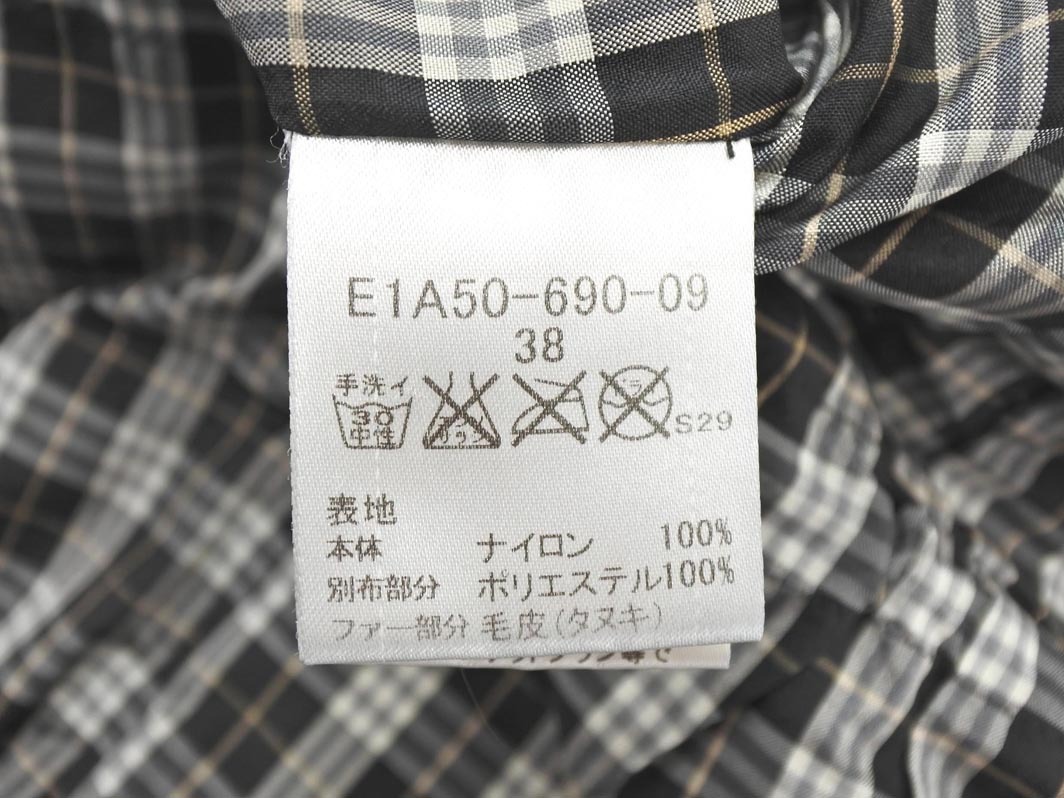 E1A50-690-09
38
手洗イ
30
中性
S29
表地
本体 ナイロン 100%
別布部分 ポリエステル100%
ファー部分 毛皮(タヌキ)